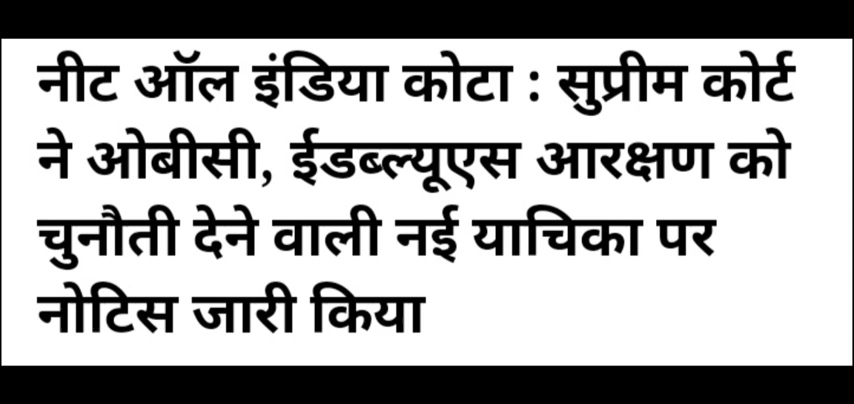 नीट ऑल इंडिया कोटा : सुप्रीम कोर्ट
ने ओबीसी, ईडब्ल्यूएस आरक्षण को
चुनौती देने वाली नई याचिका पर
नोटिस जारी किया